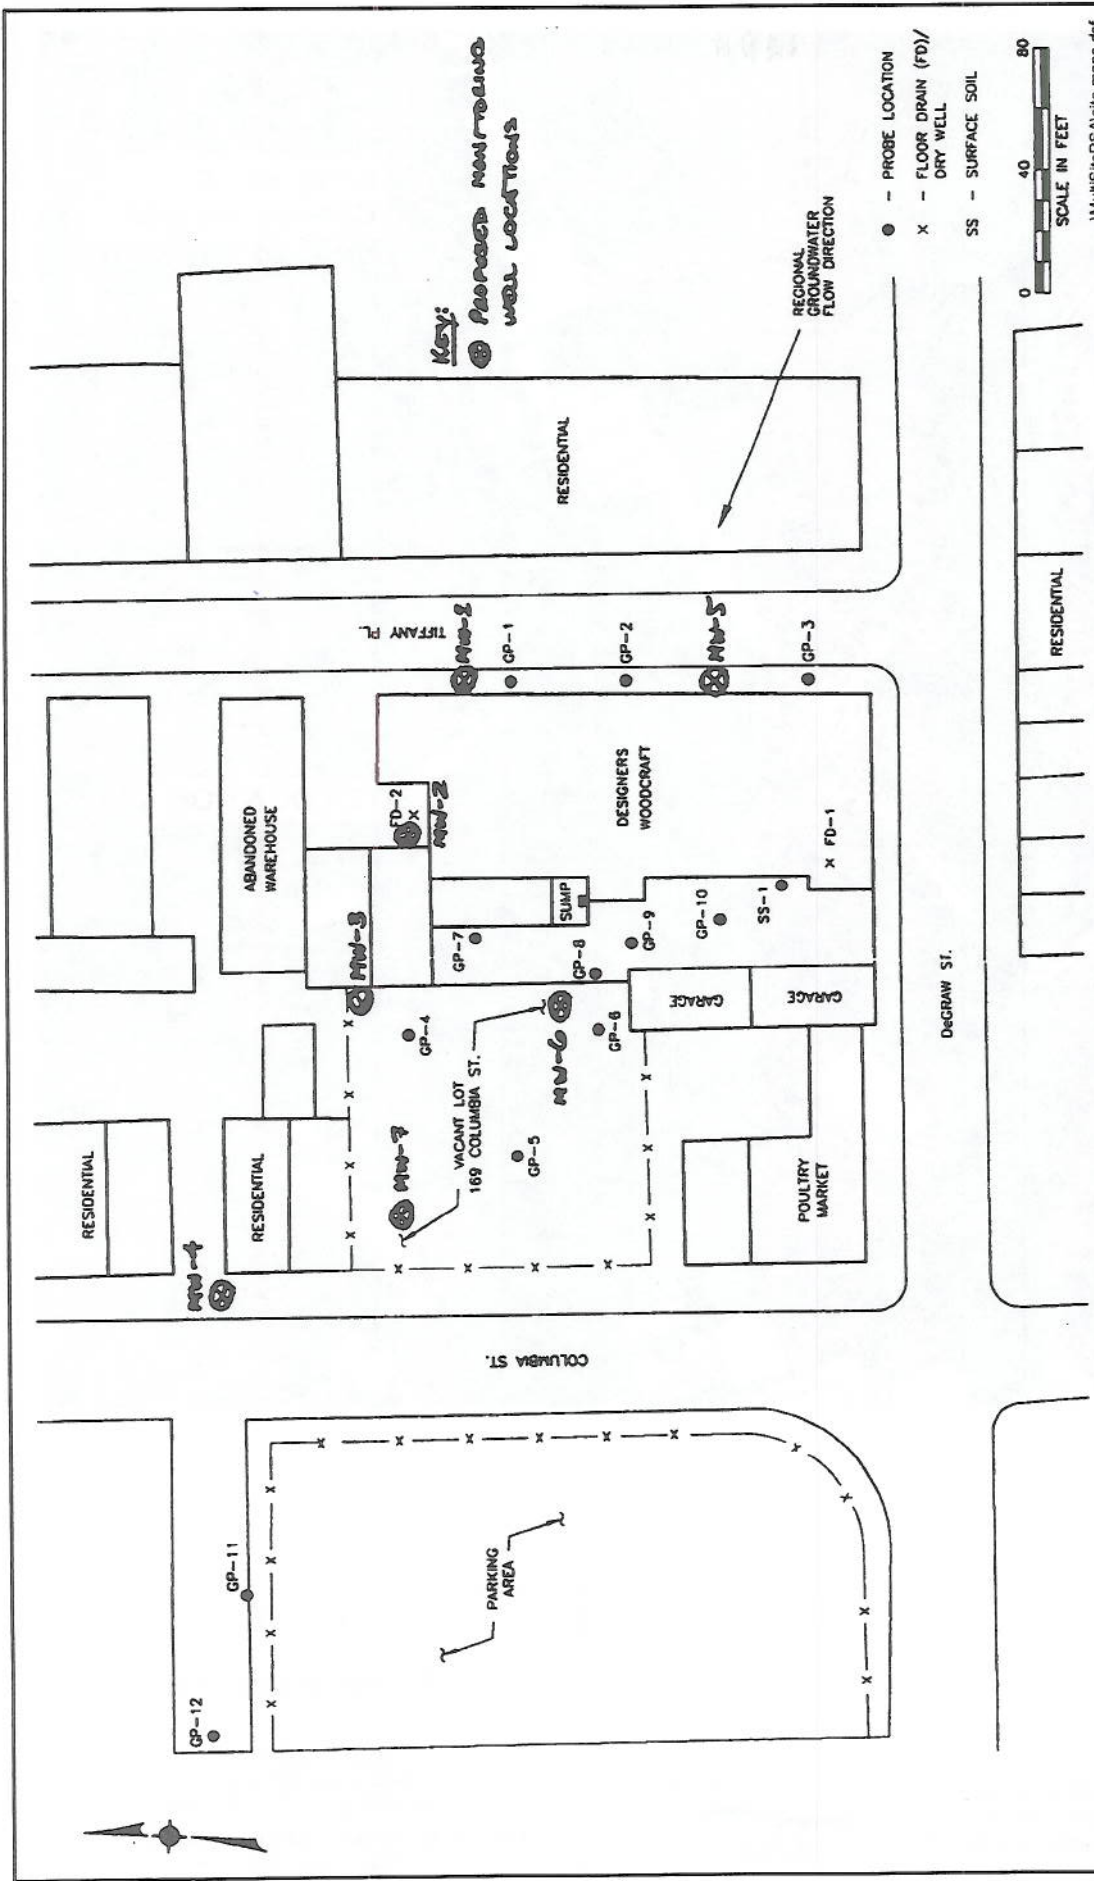 KEY:
PROPOSED MONITORING
WELL LOCATIONS
GP-12
GP-11
PARKING
AREA
COLUMBIA ST.
MW-4
RESIDENTIAL
RESIDENTIAL
MW-7
VACANT LOT
169 COLUMBIA ST.
GP-5
GP-4
MW-3
MW-6
GP-6
POULTRY
MARKET
GARAGE
GARAGE
ABANDONED
WAREHOUSE
FD-2
X
MW-2
GP-7
SUMP
GP-8
GP-9
GP-10
SS-1
X FD-1
DESIGNERS
WOODCRAFT
TIFFANY PL.
MW-1
GP-1
GP-2
MW-5
GP-3
RESIDENTIAL
REGIONAL
GROUNDWATER
FLOW DIRECTION
DeGRAW ST.
RESIDENTIAL
- PROBE LOCATION
X - FLOOR DRAIN (FD)/
DRY WELL
SS - SURFACE SOIL
0 40 80
SCALE IN FEET